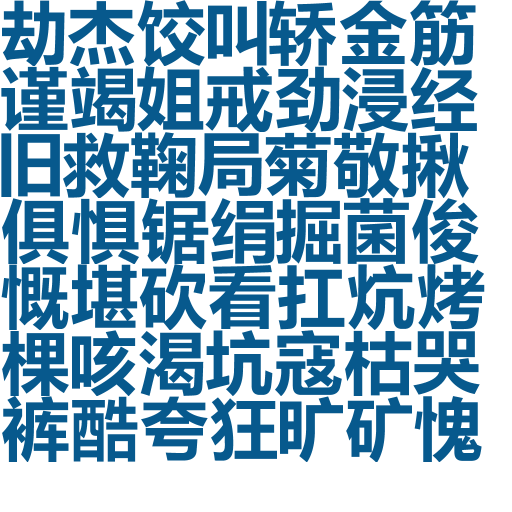 劫杰饺叫轿金筋
谨竭姐戒劲浸经
旧救鞠局菊敬揪
俱惧锯绢掘菌俊
慨堪砍看扛炕烤
棵咳渴坑寇枯哭
裤酷夸狂旷矿愧